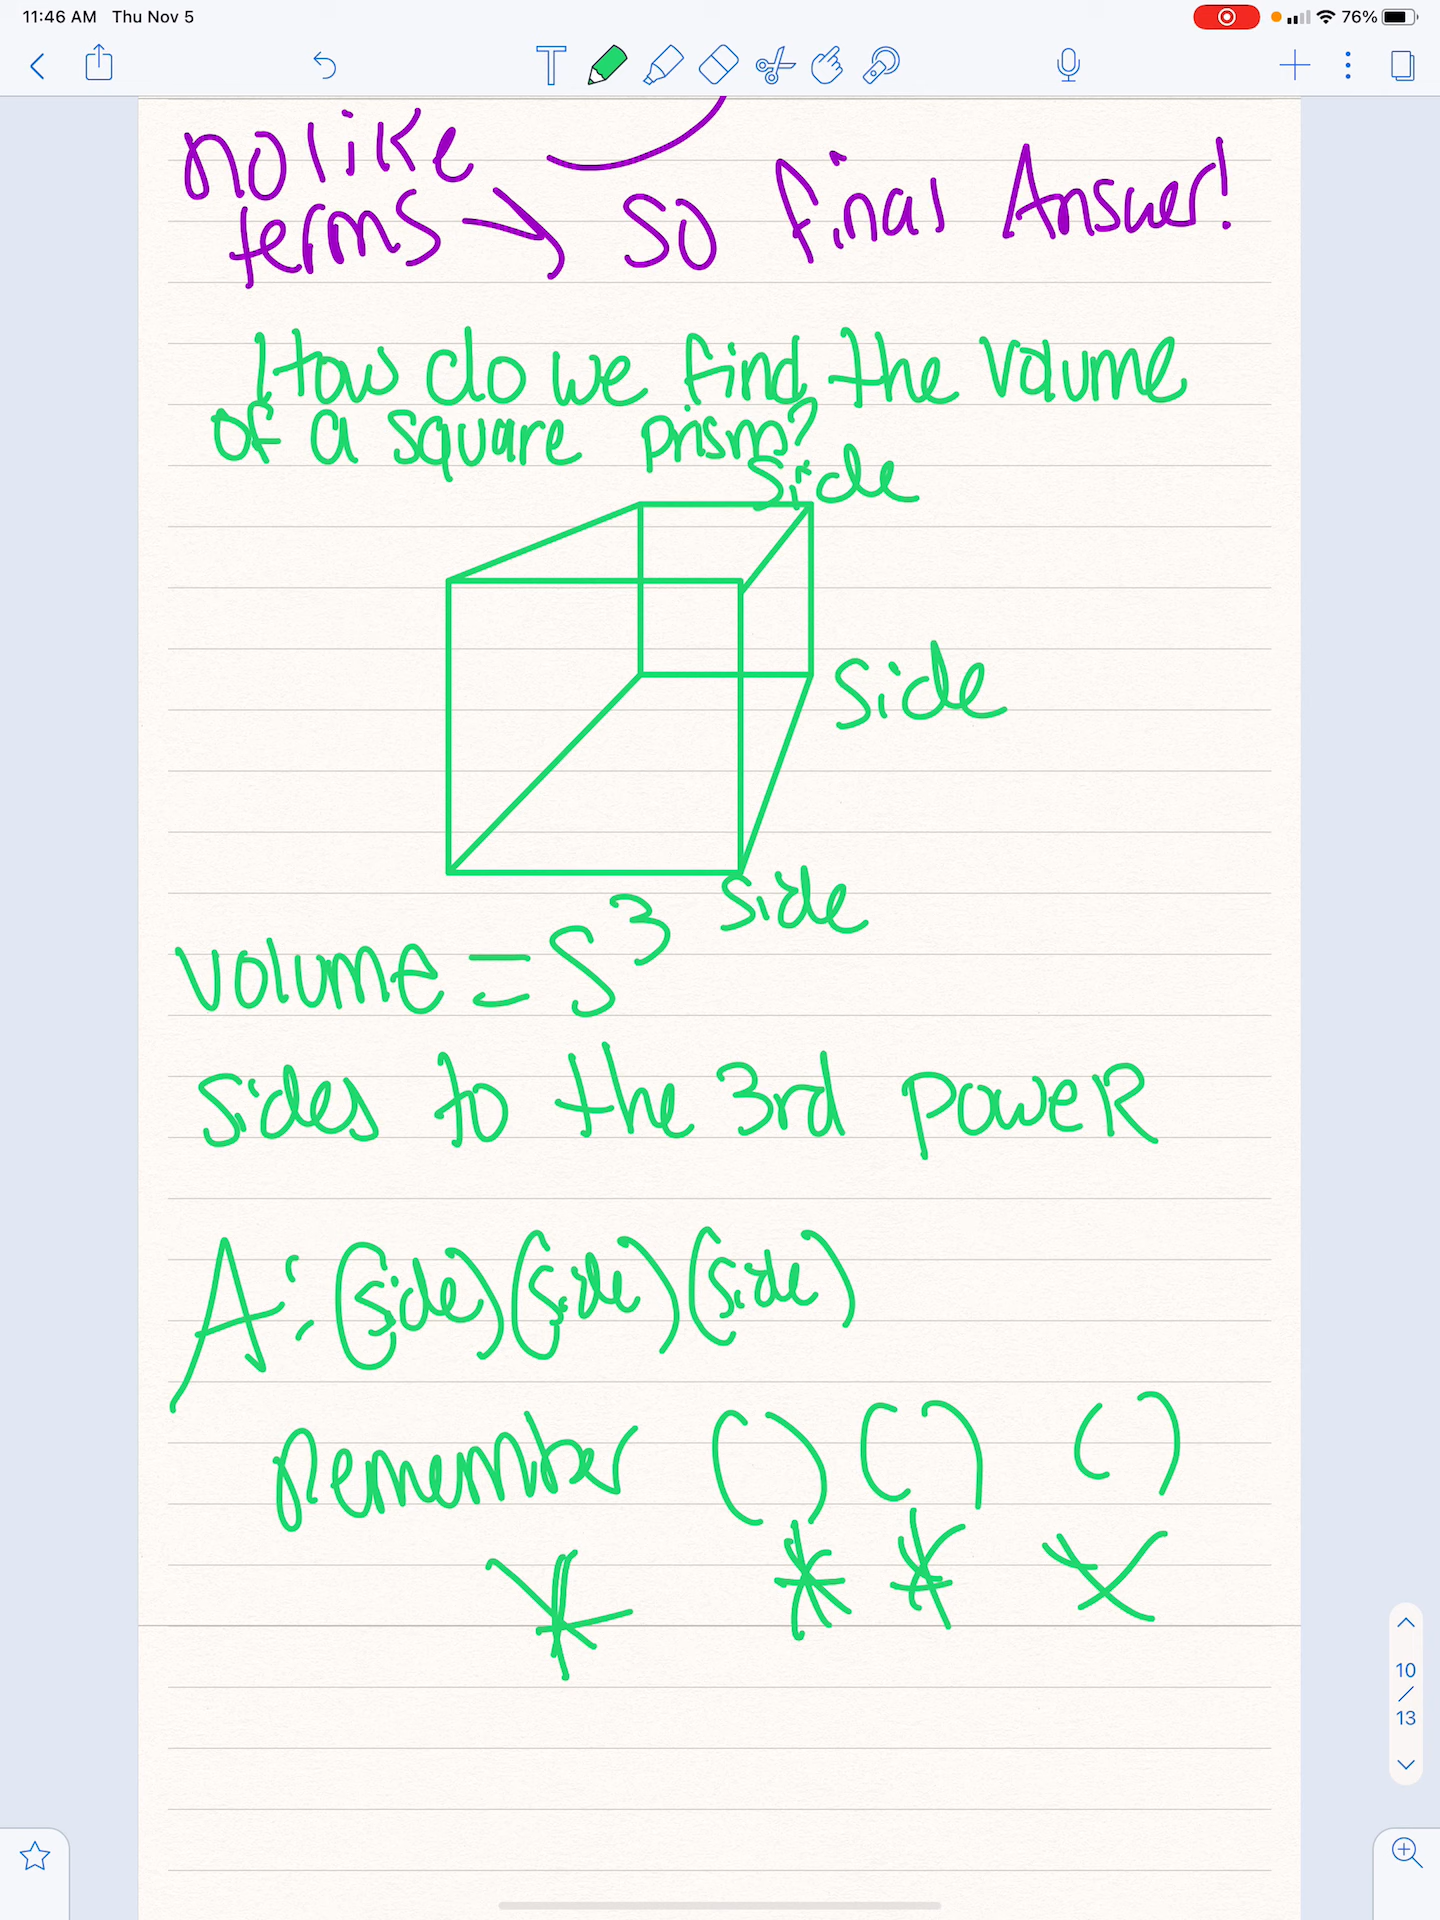 11:46 AM Thu Nov 5
76%
T
no like
terms → so final Answer!
How do we find the volume
of a square prism?
side
side
side
volume = s³
sides to the 3rd power
A: (side)(side)(side)
Remember ( ) ( ) ( )
* * * *
10
/
13